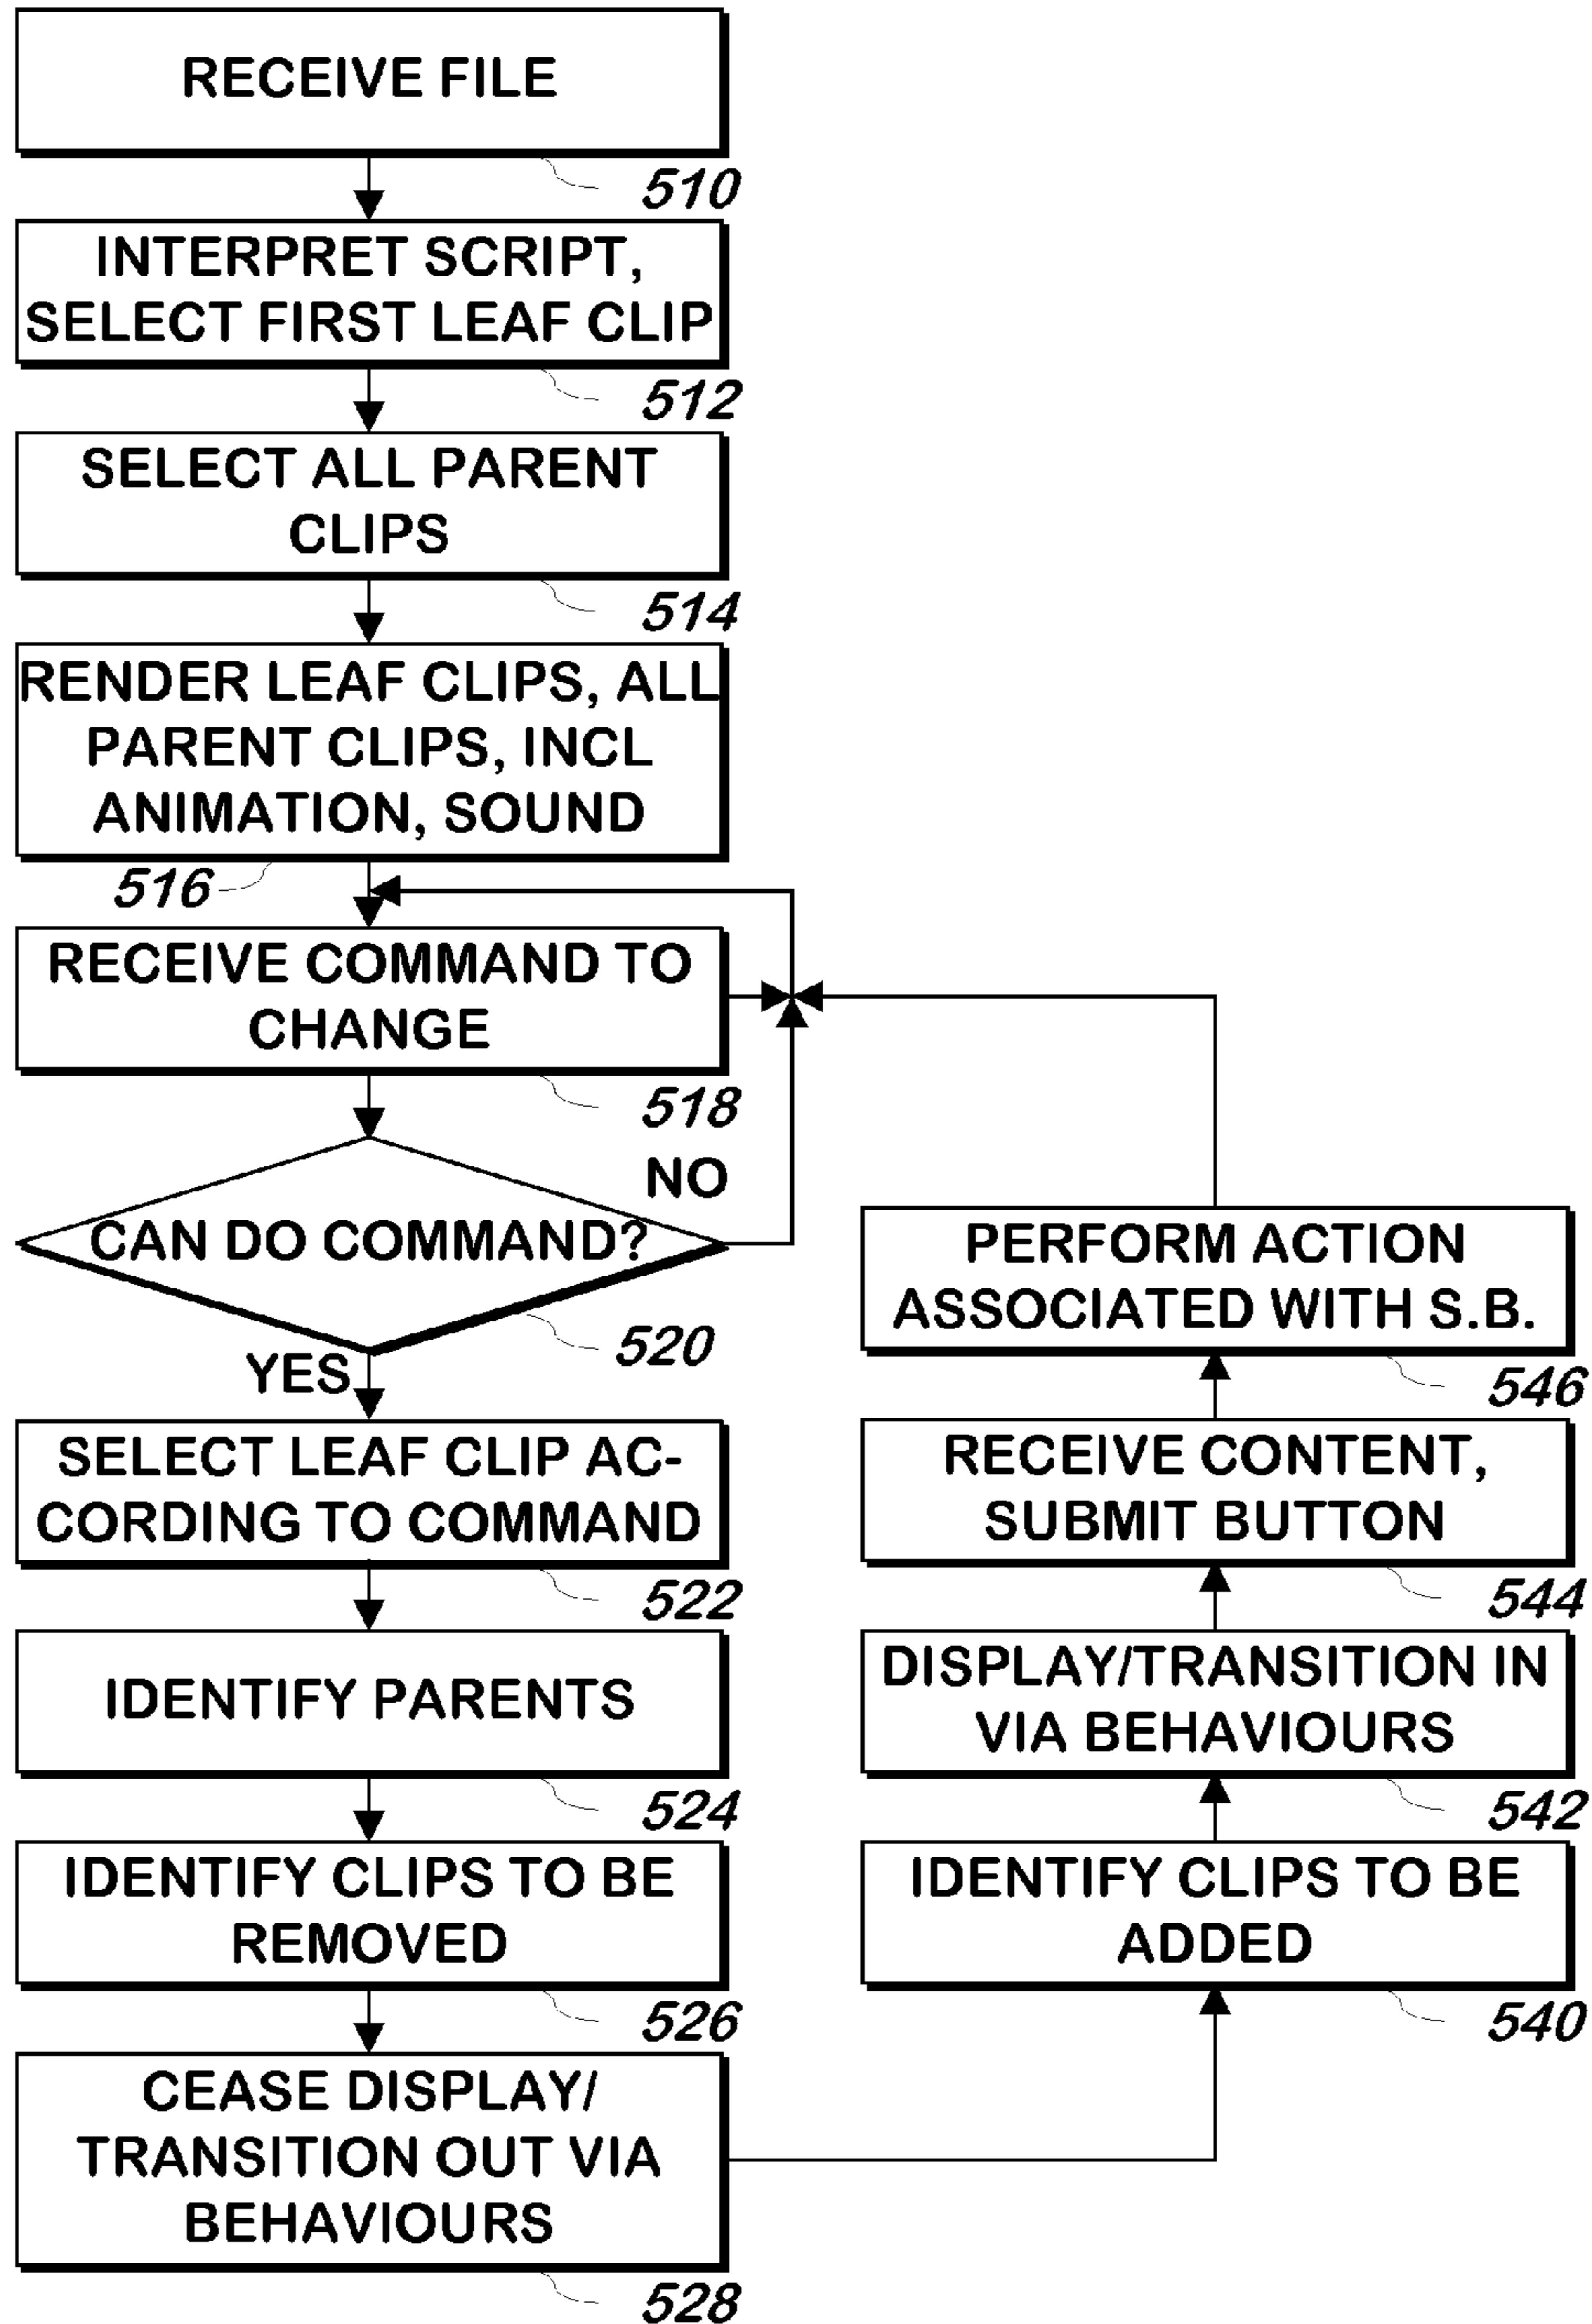 RECEIVE FILE
510
INTERPRET SCRIPT,
SELECT FIRST LEAF CLIP
512
SELECT ALL PARENT
CLIPS
514
RENDER LEAF CLIPS, ALL
PARENT CLIPS, INCL
ANIMATION, SOUND
516
RECEIVE COMMAND TO
CHANGE
518
NO
CAN DO COMMAND?
520
YES
SELECT LEAF CLIP AC-
CORDING TO COMMAND
522
IDENTIFY PARENTS
524
IDENTIFY CLIPS TO BE
REMOVED
526
CEASE DISPLAY/
TRANSITION OUT VIA
BEHAVIOURS
528
PERFORM ACTION
ASSOCIATED WITH S.B.
546
RECEIVE CONTENT,
SUBMIT BUTTON
544
DISPLAY/TRANSITION IN
VIA BEHAVIOURS
542
IDENTIFY CLIPS TO BE
ADDED
540